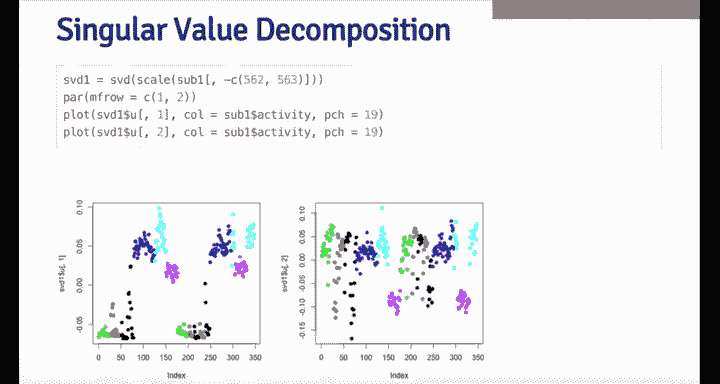 Singular Value Decomposition
svd1 = svd(scale(sub1[, -c(562, 563)]))
par(mfrow = c(1, 2))
plot(svd1$u[, 1], col = sub1$activity, pch = 19)
plot(svd1$u[, 2], col = sub1$activity, pch = 19)
svd1$u[, 1]
-0.05 0.00 0.05 0.10
0 50 100 150 200 250 300 350
Index
svd1$u[, 2]
-0.15 -0.10 -0.05 0.00 0.05 0.10
0 50 100 150 200 250 300 350
Index